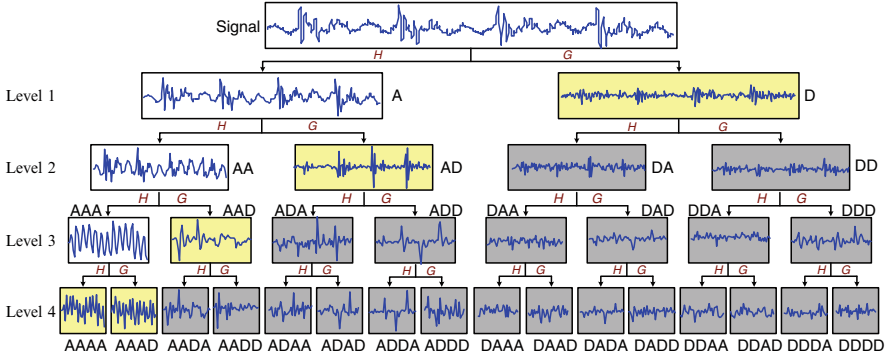 Signal
H G
Level 1 A D
H G H G
Level 2 AA AD DA DD
AAA H G AAD ADA H G ADD DAA H G DAD DDA H G DDD
Level 3
H G H G H G H G
Level 4
AAAA AAAD AADA AADD ADAA ADAD ADDA ADDD DAAA DAAD DADA DADD DDAA DDAD DDDA DDDD